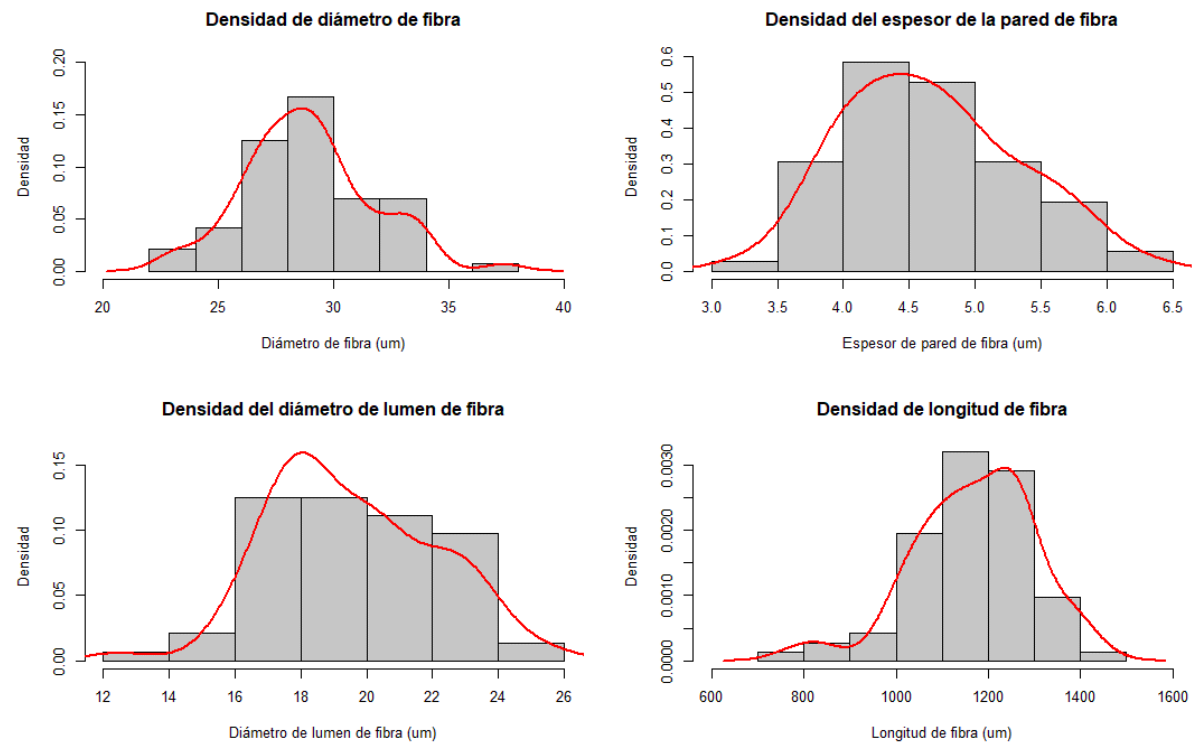 Densidad de diámetro de fibra
Densidad
0.20
0.15
0.10
0.05
0.00
20 25 30 35 40
Diámetro de fibra (um)
Densidad del espesor de la pared de fibra
Densidad
0.6
0.5
0.4
0.3
0.2
0.1
0.0
3.0 3.5 4.0 4.5 5.0 5.5 6.0 6.5
Espesor de pared de fibra (um)
Densidad del diámetro de lumen de fibra
Densidad
0.15
0.10
0.05
0.00
12 14 16 18 20 22 24 26
Diámetro de lumen de fibra (um)
Densidad de longitud de fibra
Densidad
0.0030
0.0020
0.0010
0.0000
600 800 1000 1200 1400 1600
Longitud de fibra (um)